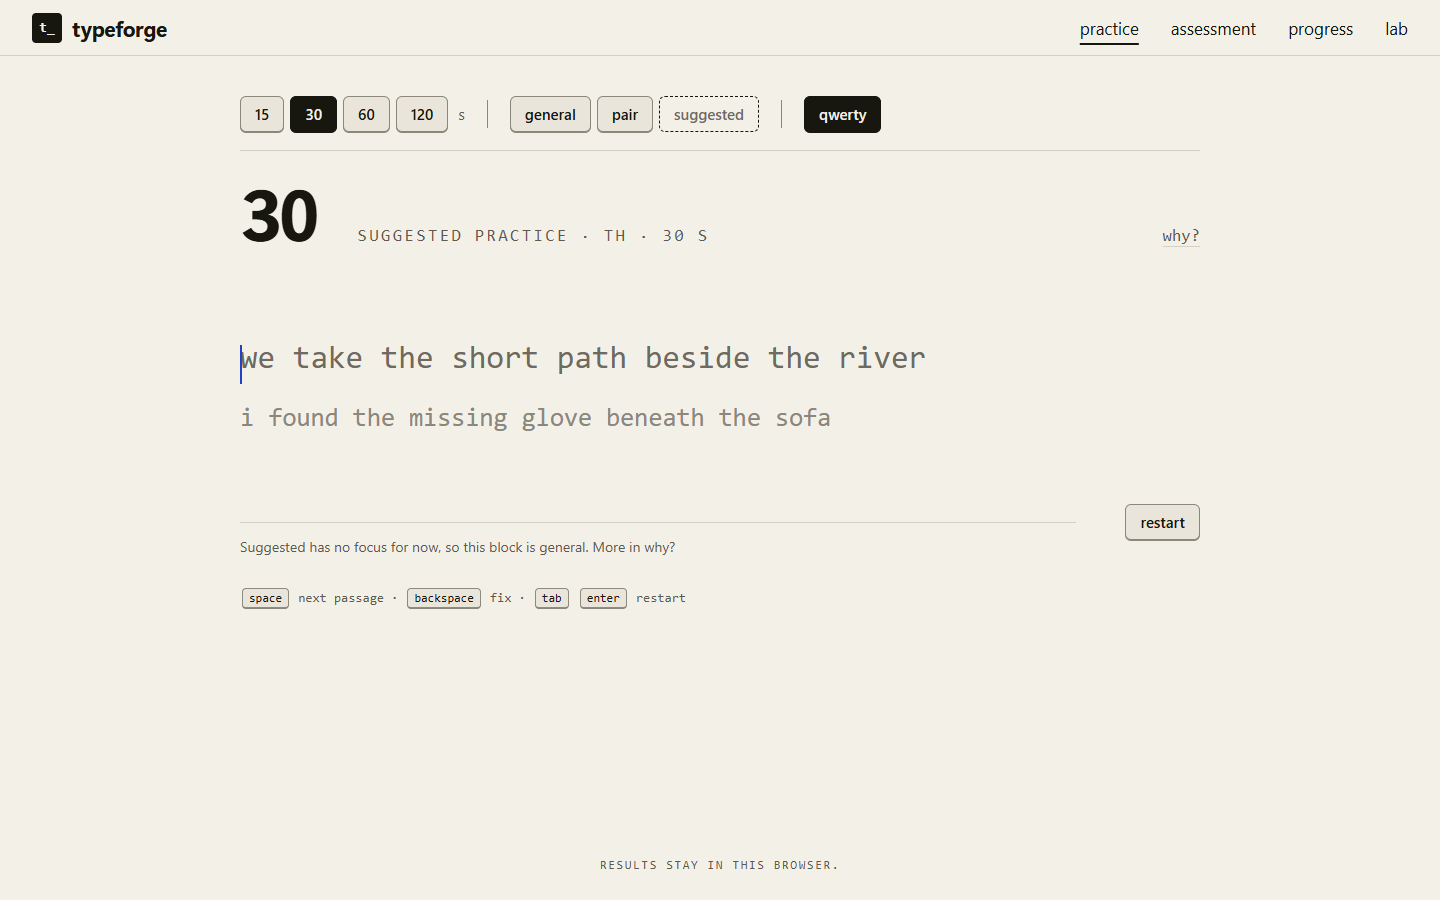 t_ typeforge practice assessment progress lab
15 30 60 120 s general pair suggested qwerty
30 SUGGESTED PRACTICE · TH · 30 S why?
we take the short path beside the river
i found the missing glove beneath the sofa
restart
Suggested has no focus for now, so this block is general. More in why?
space next passage · backspace fix · tab enter restart
RESULTS STAY IN THIS BROWSER.